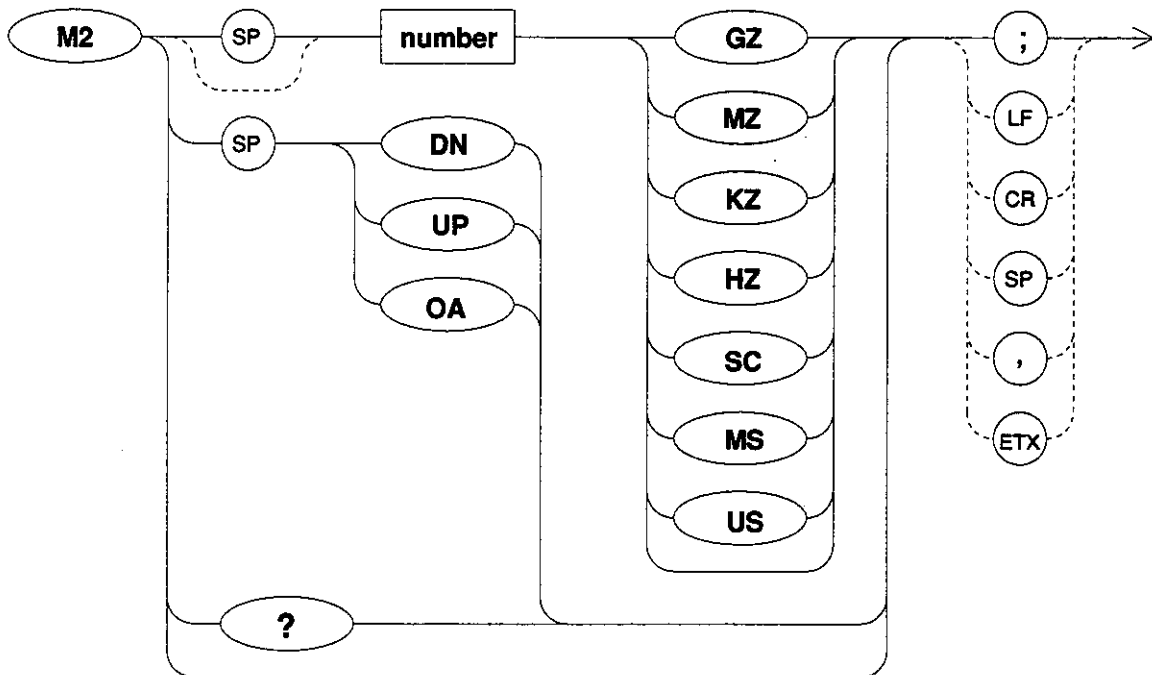 M2 SP number GZ ;
MZ LF
SP DN
KZ CR
UP
HZ SP
OA
SC ,
MS ETX
US
?